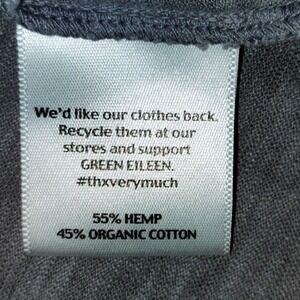 We'd like our clothes back.
Recycle them at our
stores and support
GREEN EILEEN.
#thxverymuch
55% HEMP
45% ORGANIC COTTON